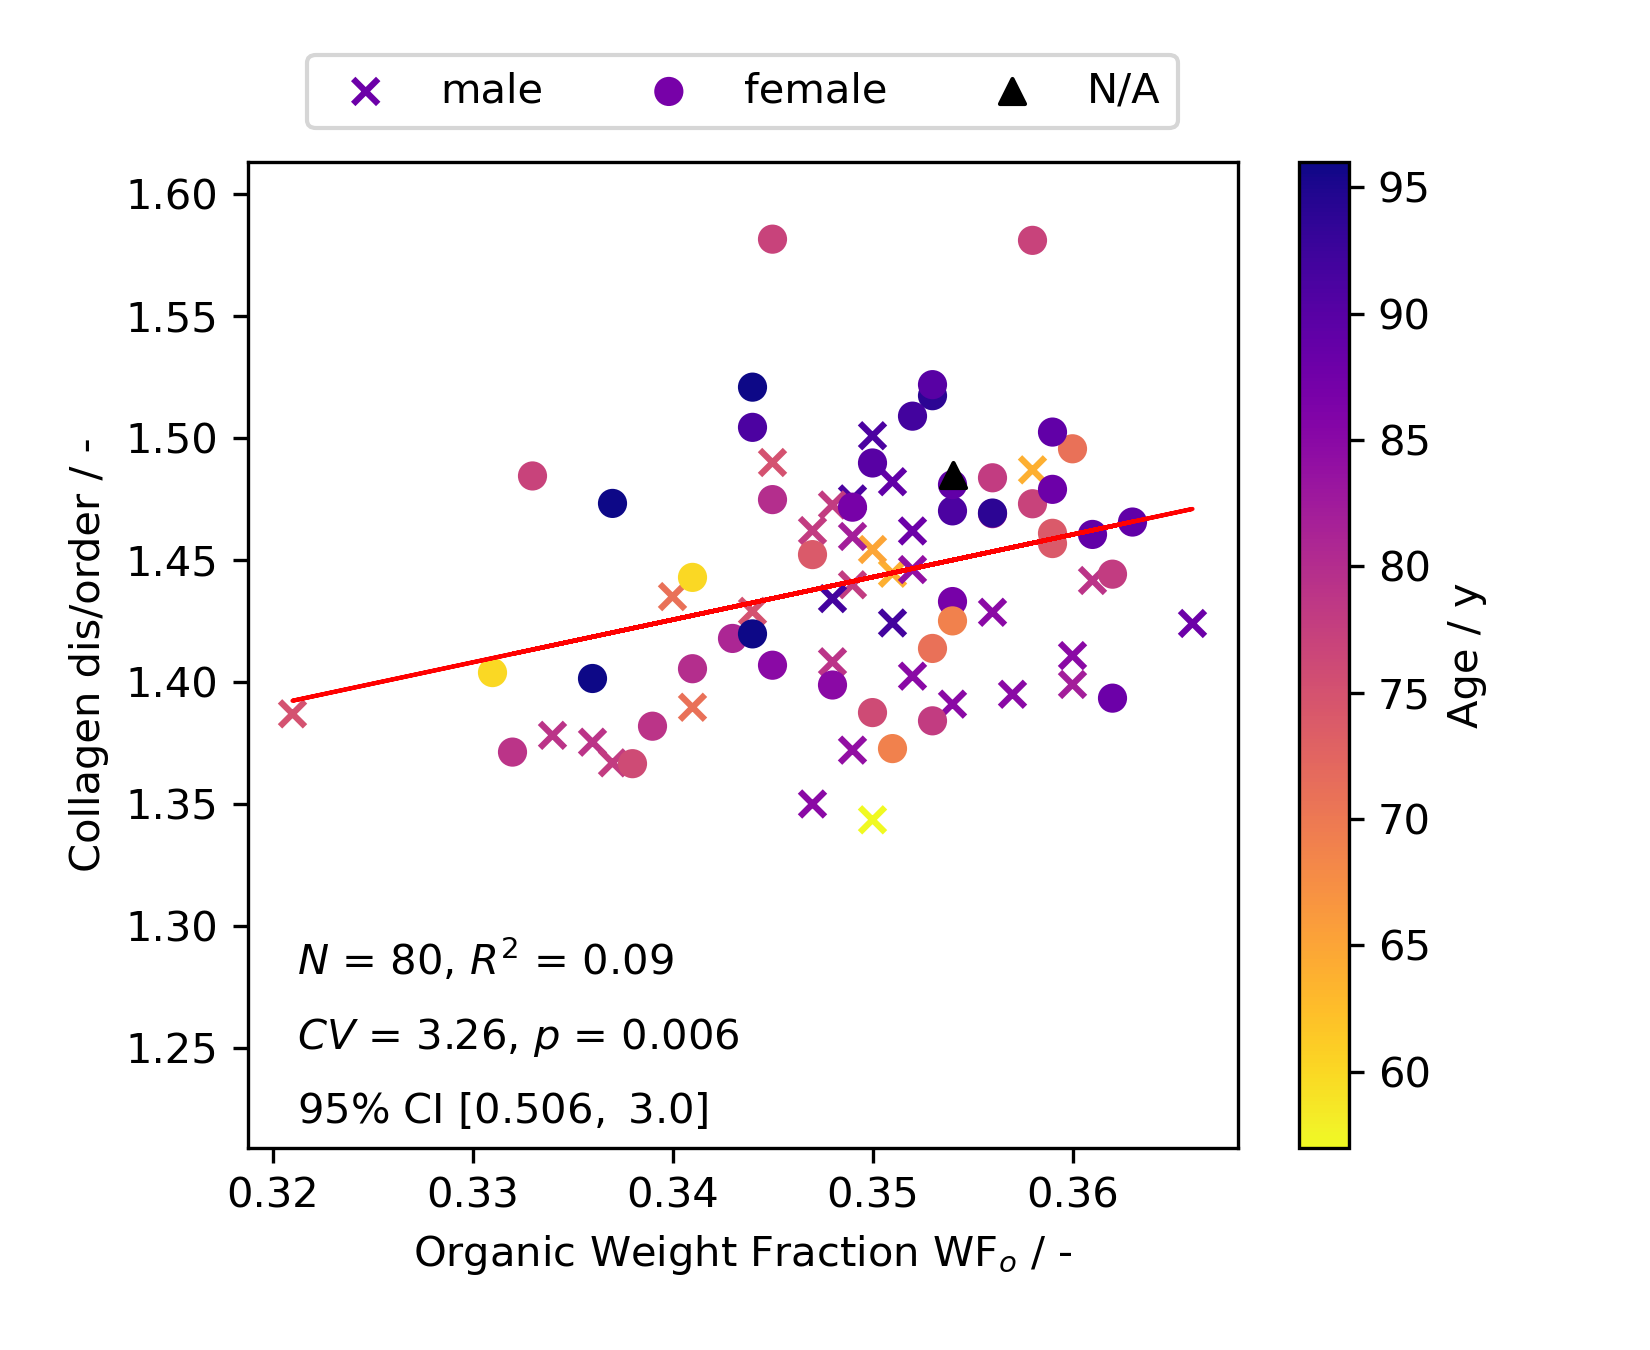 male female N/A
1.60
1.55
1.50
1.45
1.40
1.35
1.30
1.25
Collagen dis/order / -
N = 80, R² = 0.09
CV = 3.26, p = 0.006
95% CI [0.506, 3.0]
0.32 0.33 0.34 0.35 0.36
Organic Weight Fraction WFₒ / -
95
90
85
80
75
70
65
60
Age / y